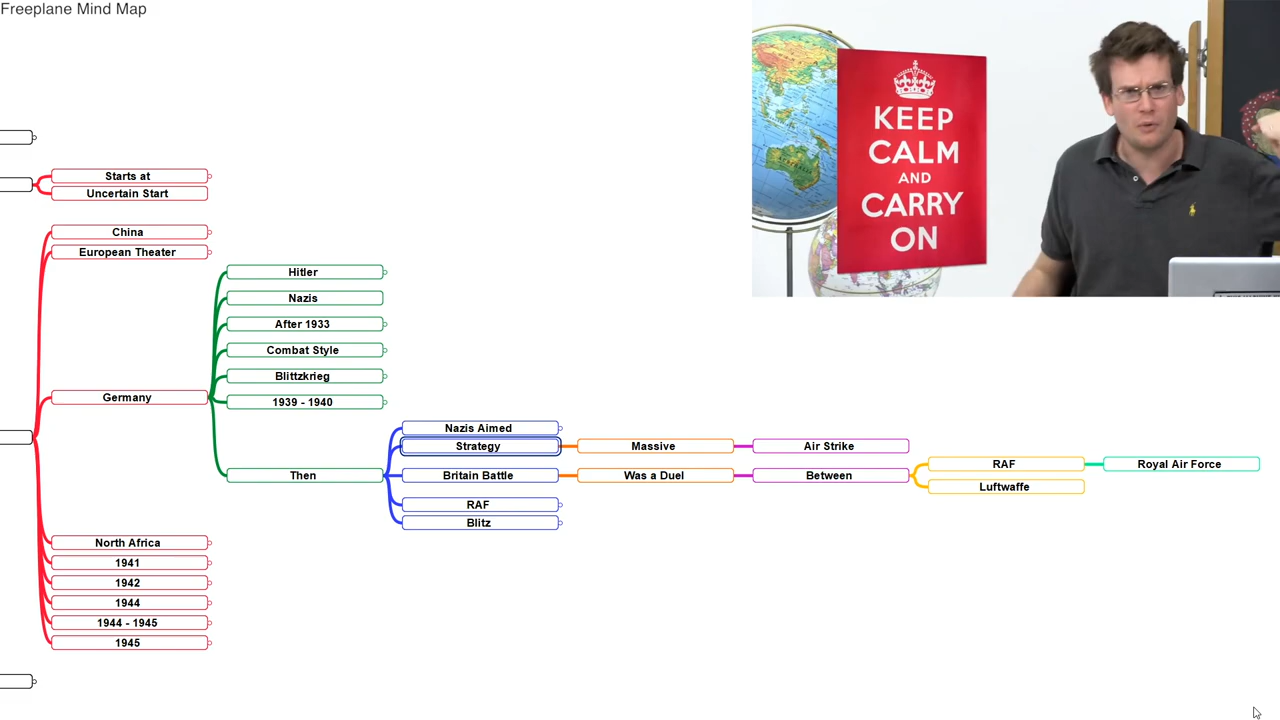 Freeplane Mind Map
KEEP
CALM
AND
CARRY
ON
Starts at
Uncertain Start
China
European Theater
Germany
Hitler
Nazis
After 1933
Combat Style
Blittzkrieg
1939 - 1940
Then
Nazis Aimed
Strategy
Massive
Air Strike
Britain Battle
Was a Duel
Between
RAF
Royal Air Force
Luftwaffe
RAF
Blitz
North Africa
1941
1942
1944
1944 - 1945
1945